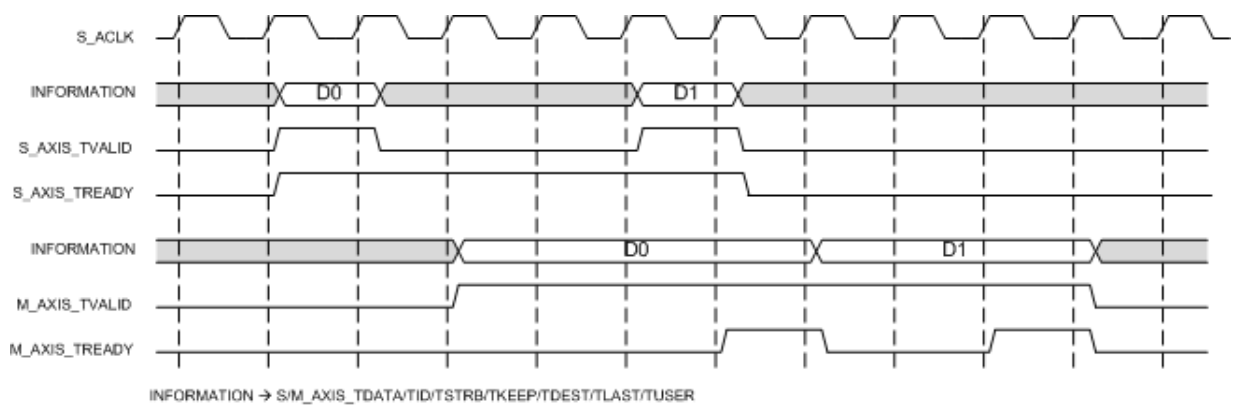 S_ACLK
INFORMATION D0 D1
S_AXIS_TVALID
S_AXIS_TREADY
INFORMATION D0 D1
M_AXIS_TVALID
M_AXIS_TREADY
INFORMATION → S/M_AXIS_TDATA/TID/TSTRB/TKEEP/TDEST/TLAST/TUSER